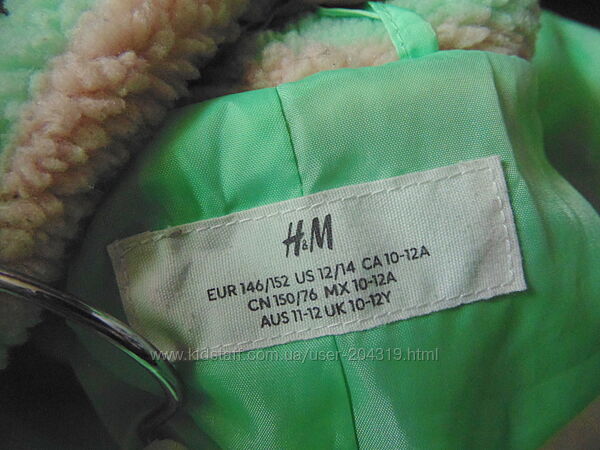 H&M
EUR 146/152 US 12/14 CA 10-12A
CN 150/76 MX 10-12A
AUS 11-12 UK 10-12Y
www.kidstaff.com.ua/user-204319.html